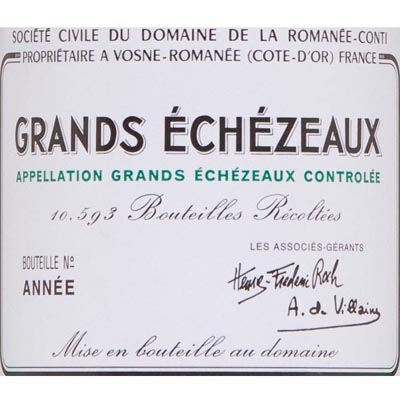 SOCIÉTÉ CIVILE DU DOMAINE DE LA ROMANÉE-CONTI
PROPRIÉTAIRE A VOSNE-ROMANÉE (COTE-D'OR) FRANCE
GRANDS ÉCHÉZEAUX
APPELLATION GRANDS ÉCHÉZEAUX CONTROLÉE
10.593 Bouteilles Récoltées
LES ASSOCIÉS-GÉRANTS
BOUTEILLE Nº
Henry-Frédéric Roch
ANNÉE
A. de Villaine
Mise en bouteille au domaine